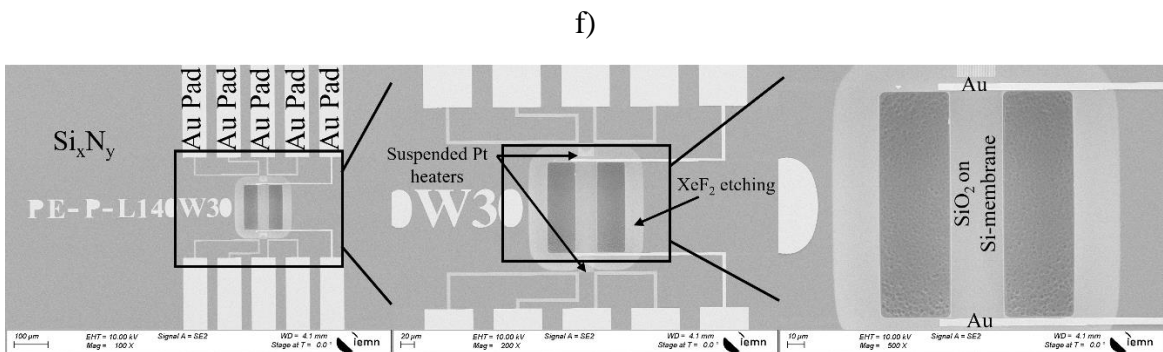 f)
Au Pad
Au Pad
Au Pad
Au Pad
Au Pad
SixNy
PE-P-L140W30
100 µm
EHT = 10.00 kV
Mag = 100 X
Signal A = SE2
WD = 4.1 mm
Stage at T = 0.0 °
iemn
Suspended Pt
heaters
XeF2 etching
W30
20 µm
EHT = 10.00 kV
Mag = 200 X
Signal A = SE2
WD = 4.1 mm
Stage at T = 0.0 °
iemn
Au
SiO2 on
Si-membrane
Au
10 µm
EHT = 10.00 kV
Mag = 500 X
Signal A = SE2
WD = 4.1 mm
Stage at T = 0.0 °
iemn